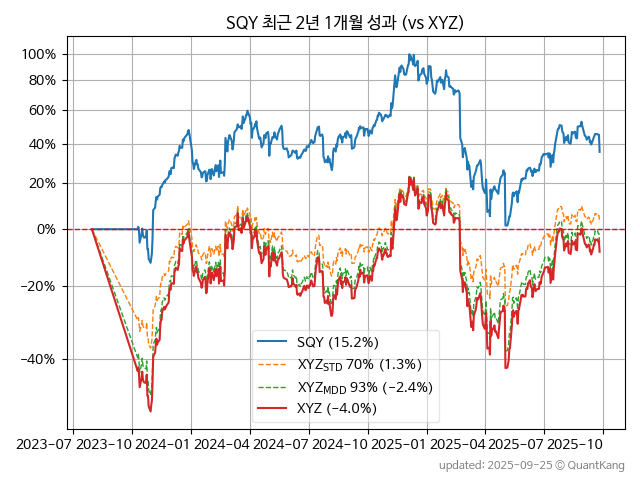 SQY 최근 2년 1개월 성과 (vs XYZ)
100%
80%
60%
40%
20%
0%
−20%
−40%
SQY (15.2%)
XYZSTD 70% (1.3%)
XYZMDD 93% (−2.4%)
XYZ (−4.0%)
2023-07 2023-10 2024-01 2024-04 2024-07 2024-10 2025-01 2025-04 2025-07 2025-10
updated: 2025-09-25 ⓒ QuantKang